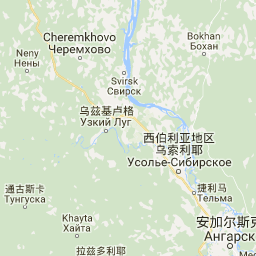 Cheremkhovo
Черемхово
Bokhan
Бохан
Neny
Нены
Svirsk
Свирск
乌兹基卢格
Узкий Луг
西伯利亚地区
乌索利耶
Усолье-Сибирское
通古斯卡
Тунгуска
捷利马
Тельма
Khayta
Хайта
安加尔斯克
Ангарск
拉兹多利耶